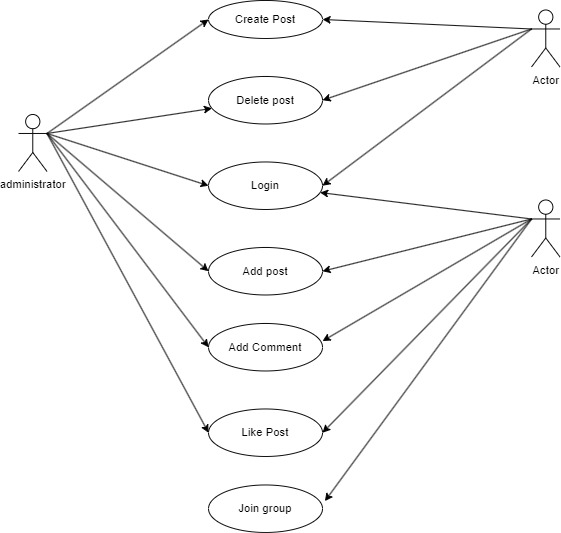 Create Post
Actor
Delete post
administrator
Login
Actor
Add post
Add Comment
Like Post
Join group